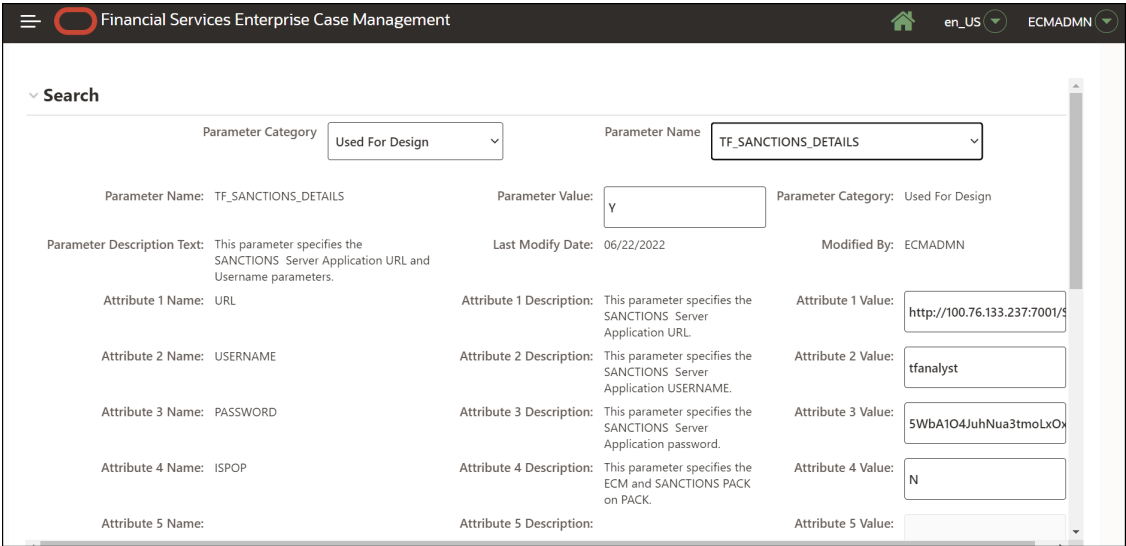 Financial Services Enterprise Case Management
en_US
ECMADMN
Search
Parameter Category
Used For Design
Parameter Name
TF_SANCTIONS_DETAILS
Parameter Name: TF_SANCTIONS_DETAILS
Parameter Value: Y
Parameter Category: Used For Design
Parameter Description Text: This parameter specifies the
SANCTIONS Server Application URL and
Username parameters.
Last Modify Date: 06/22/2022
Modified By: ECMADMN
Attribute 1 Name: URL
Attribute 1 Description: This parameter specifies the
SANCTIONS Server
Application URL.
Attribute 1 Value: http://100.76.133.237:7001/S
Attribute 2 Name: USERNAME
Attribute 2 Description: This parameter specifies the
SANCTIONS Server
Application USERNAME.
Attribute 2 Value: tfanalyst
Attribute 3 Name: PASSWORD
Attribute 3 Description: This parameter specifies the
SANCTIONS Server
Application password.
Attribute 3 Value: 5WbA1O4JuhNua3tmoLxOx
Attribute 4 Name: ISPOP
Attribute 4 Description: This parameter specifies the
ECM and SANCTIONS PACK
on PACK.
Attribute 4 Value: N
Attribute 5 Name:
Attribute 5 Description:
Attribute 5 Value: